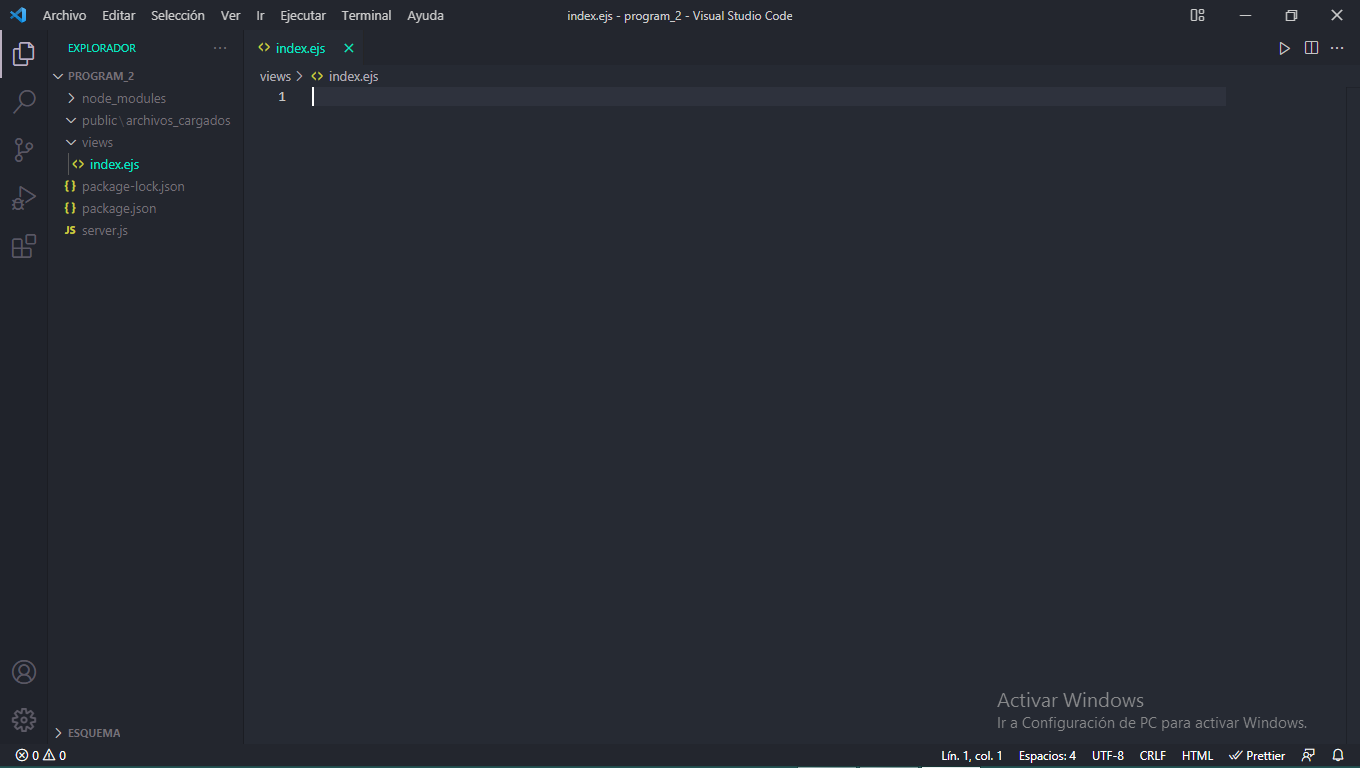 Archivo Editar Selección Ver Ir Ejecutar Terminal Ayuda index.ejs - program_2 - Visual Studio Code
EXPLORADOR
index.ejs
PROGRAM_2
views > index.ejs
node_modules
1
public\archivos_cargados
views
index.ejs
package-lock.json
package.json
JS server.js
ESQUEMA
Activar Windows
Ir a Configuración de PC para activar Windows.
0 0 Lín. 1, col. 1 Espacios: 4 UTF-8 CRLF HTML Prettier